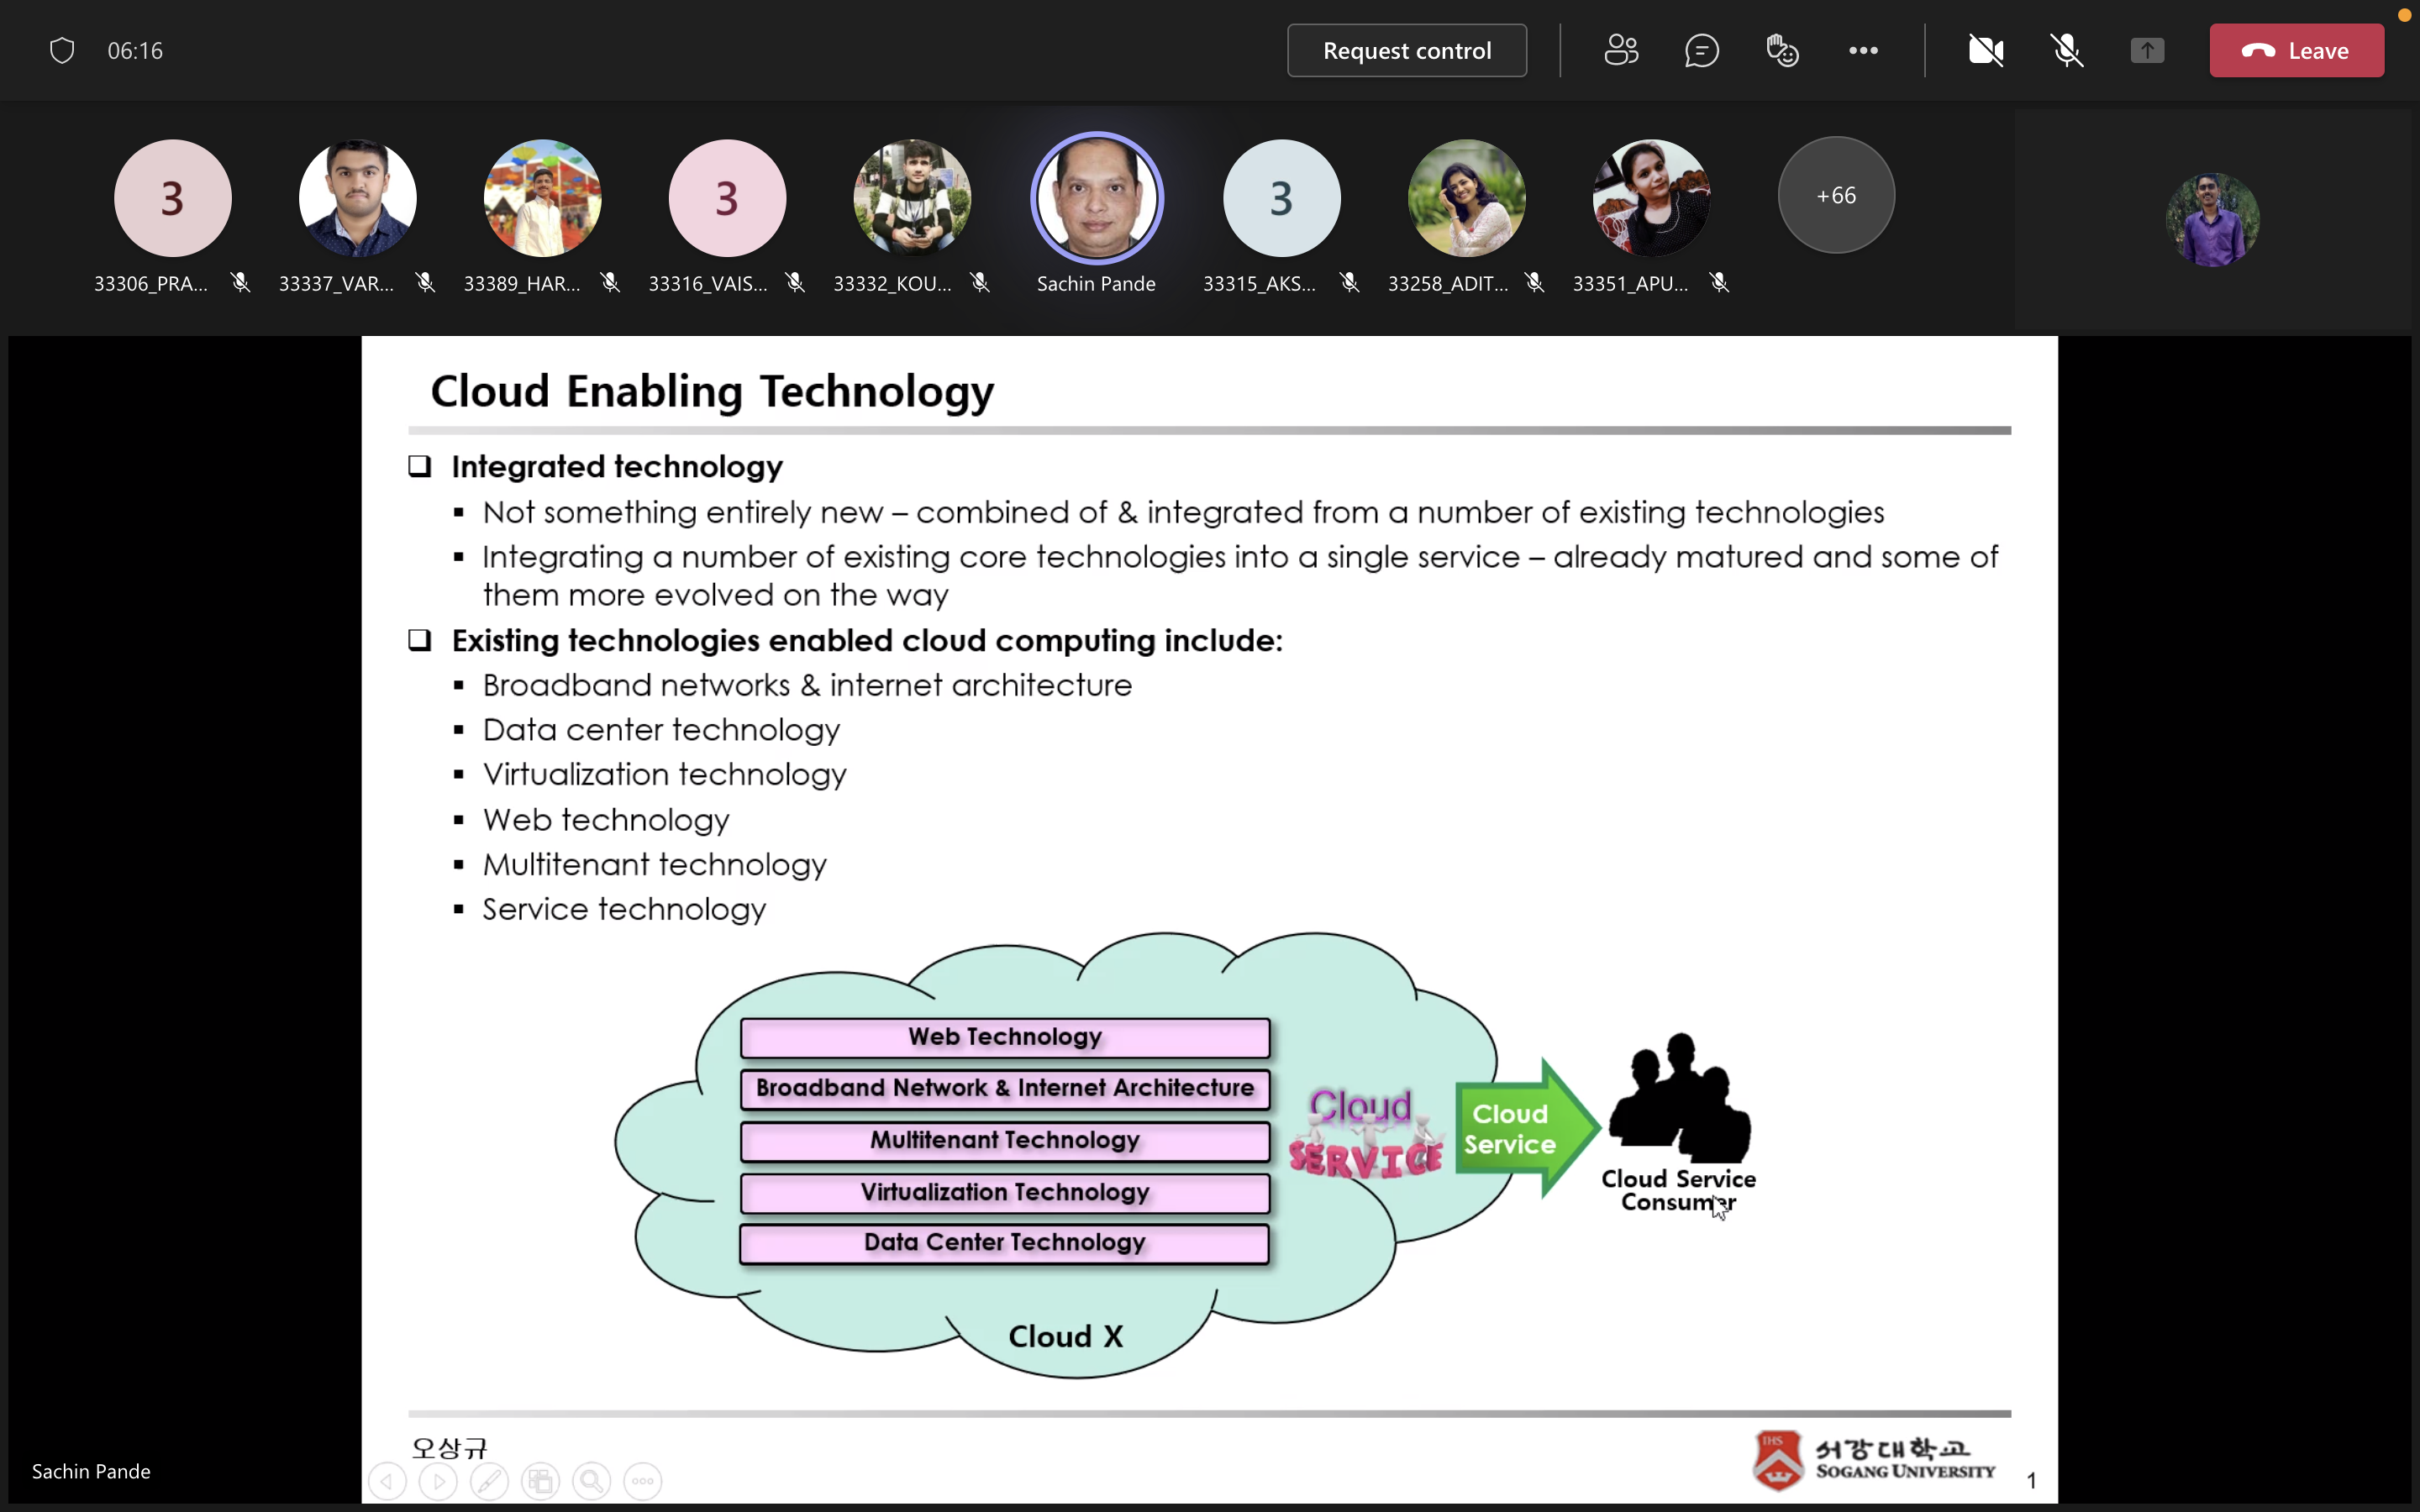 06:16
Request control
Leave
3
3
3
+66
33306_PRA...
33337_VAR...
33389_HAR...
33316_VAIS...
33332_KOU...
Sachin Pande
33315_AKS...
33258_ADIT...
33351_APU...
Cloud Enabling Technology
Integrated technology
Not something entirely new – combined of & integrated from a number of existing technologies
Integrating a number of existing core technologies into a single service – already matured and some of
them more evolved on the way
Existing technologies enabled cloud computing include:
Broadband networks & internet architecture
Data center technology
Virtualization technology
Web technology
Multitenant technology
Service technology
Web Technology
Broadband Network & Internet Architecture
Multitenant Technology
Virtualization Technology
Data Center Technology
Cloud
SERVICE
Cloud
Service
Cloud Service
Consumer
Cloud X
오상규
IHS
서강대학교
SOGANG UNIVERSITY
1
Sachin Pande